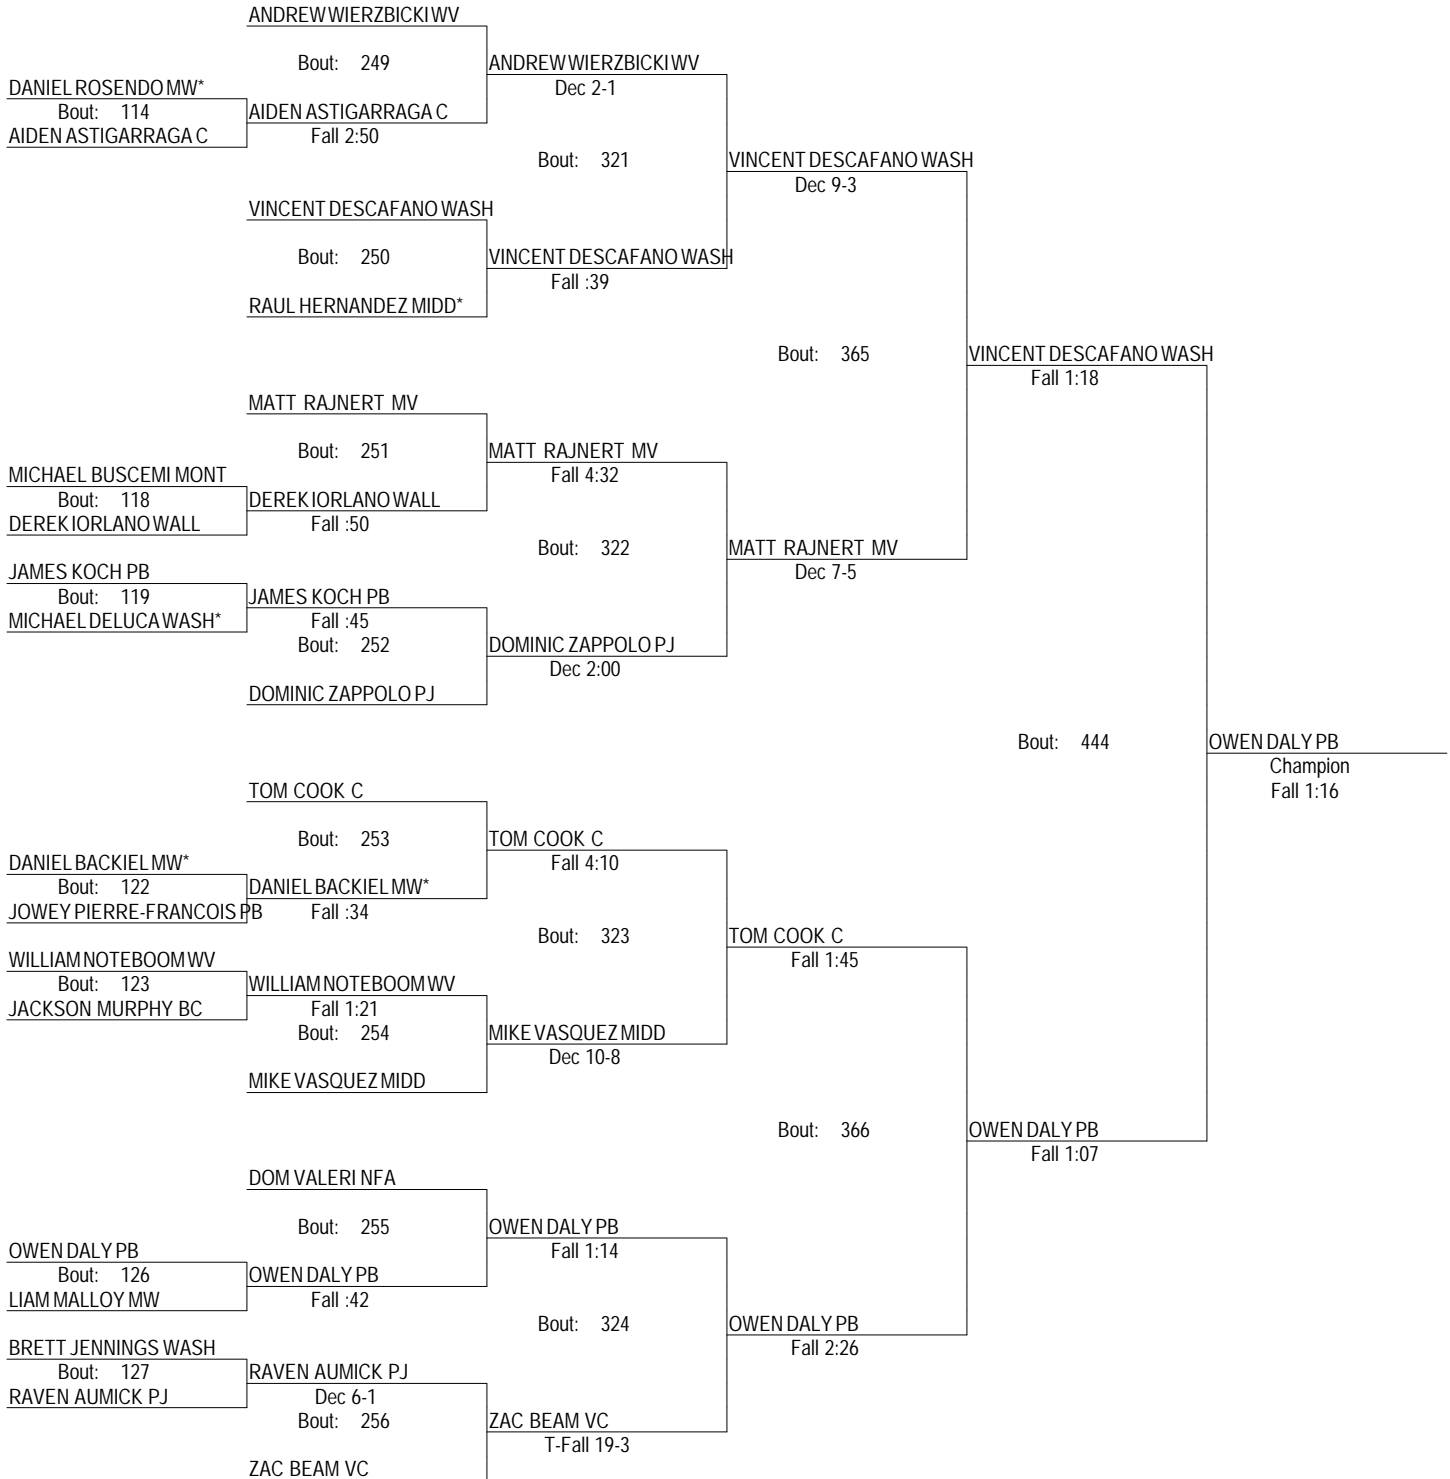 ANDREW WIERZBICKI WV
Bout: 249
ANDREW WIERZBICKI WV
DANIEL ROSENDO MW*
Dec 2-1
Bout: 114
AIDEN ASTIGARRAGA C
AIDEN ASTIGARRAGA C
Fall 2:50
Bout: 321
VINCENT DESCAFANO WASH
Dec 9-3
VINCENT DESCAFANO WASH
Bout: 250
VINCENT DESCAFANO WASH
Fall :39
RAUL HERNANDEZ MIDD*
Bout: 365
VINCENT DESCAFANO WASH
Fall 1:18
MATT RAJNERT MV
Bout: 251
MATT RAJNERT MV
MICHAEL BUSCEMI MONT
Fall 4:32
Bout: 118
DEREK IORLANO WALL
DEREK IORLANO WALL
Fall :50
Bout: 322
MATT RAJNERT MV
JAMES KOCH PB
Dec 7-5
Bout: 119
JAMES KOCH PB
MICHAEL DELUCA WASH*
Fall :45
Bout: 252
DOMINIC ZAPPOLO PJ
Dec 2:00
DOMINIC ZAPPOLO PJ
Bout: 444
OWEN DALY PB
Champion
Fall 1:16
TOM COOK C
Bout: 253
TOM COOK C
DANIEL BACKIEL MW*
Fall 4:10
Bout: 122
DANIEL BACKIEL MW*
JOWEY PIERRE-FRANCOIS PB
Fall :34
Bout: 323
TOM COOK C
WILLIAM NOTEBOOM WV
Fall 1:45
Bout: 123
WILLIAM NOTEBOOM WV
JACKSON MURPHY BC
Fall 1:21
Bout: 254
MIKE VASQUEZ MIDD
Dec 10-8
MIKE VASQUEZ MIDD
Bout: 366
OWEN DALY PB
Fall 1:07
DOM VALERI NFA
Bout: 255
OWEN DALY PB
OWEN DALY PB
Fall 1:14
Bout: 126
OWEN DALY PB
LIAM MALLOY MW
Fall :42
Bout: 324
OWEN DALY PB
BRETT JENNINGS WASH
Fall 2:26
Bout: 127
RAVEN AUMICK PJ
RAVEN AUMICK PJ
Dec 6-1
Bout: 256
ZAC BEAM VC
T-Fall 19-3
ZAC BEAM VC